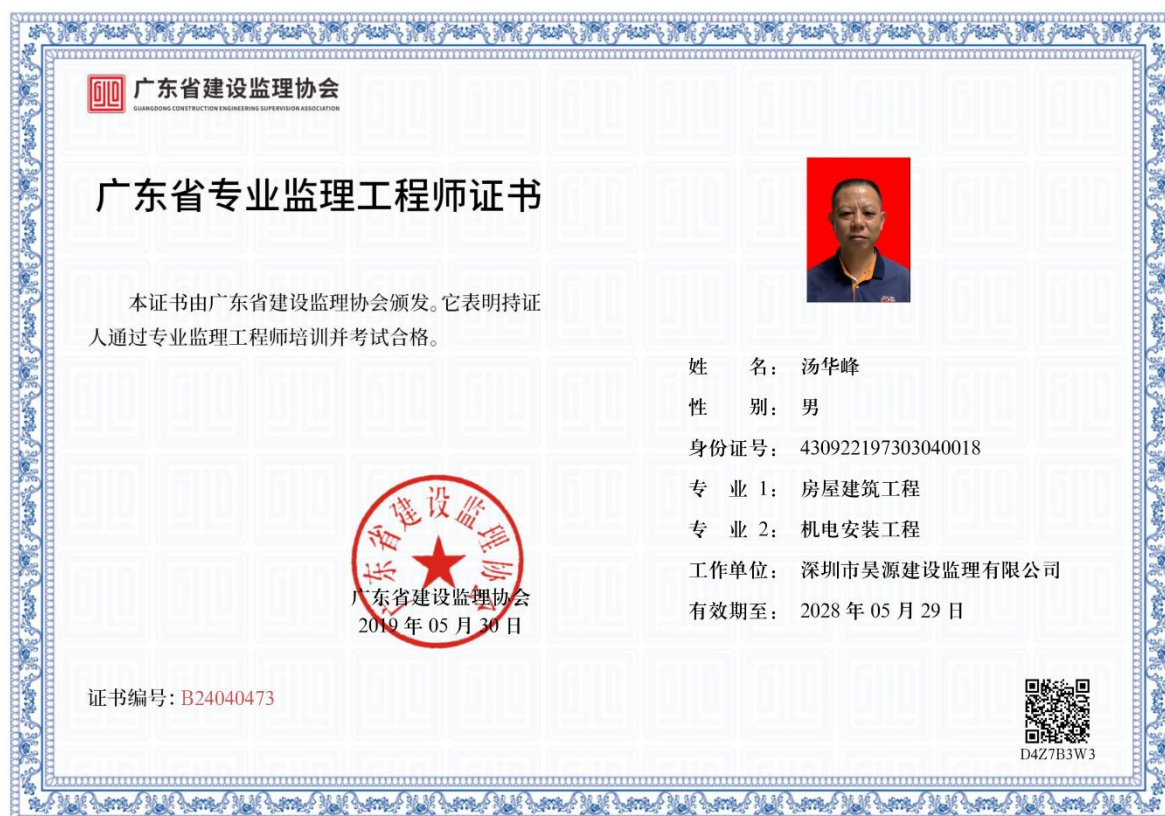 广东省建设监理协会
GUANGDONG CONSTRUCTION ENGINEERING SUPERVISION ASSOCIATION
广东省专业监理工程师证书
本证书由广东省建设监理协会颁发。它表明持证
人通过专业监理工程师培训并考试合格。
姓 名： 汤华峰
性 别： 男
身份证号： 430922197303040018
专 业 1： 房屋建筑工程
专 业 2： 机电安装工程
工作单位： 深圳市昊源建设监理有限公司
有效期至： 2028 年 05 月 29 日
广东省建设监理协会
广东省建设监理协会
2019 年 05 月 30 日
证书编号：B24040473
D4Z7B3W3